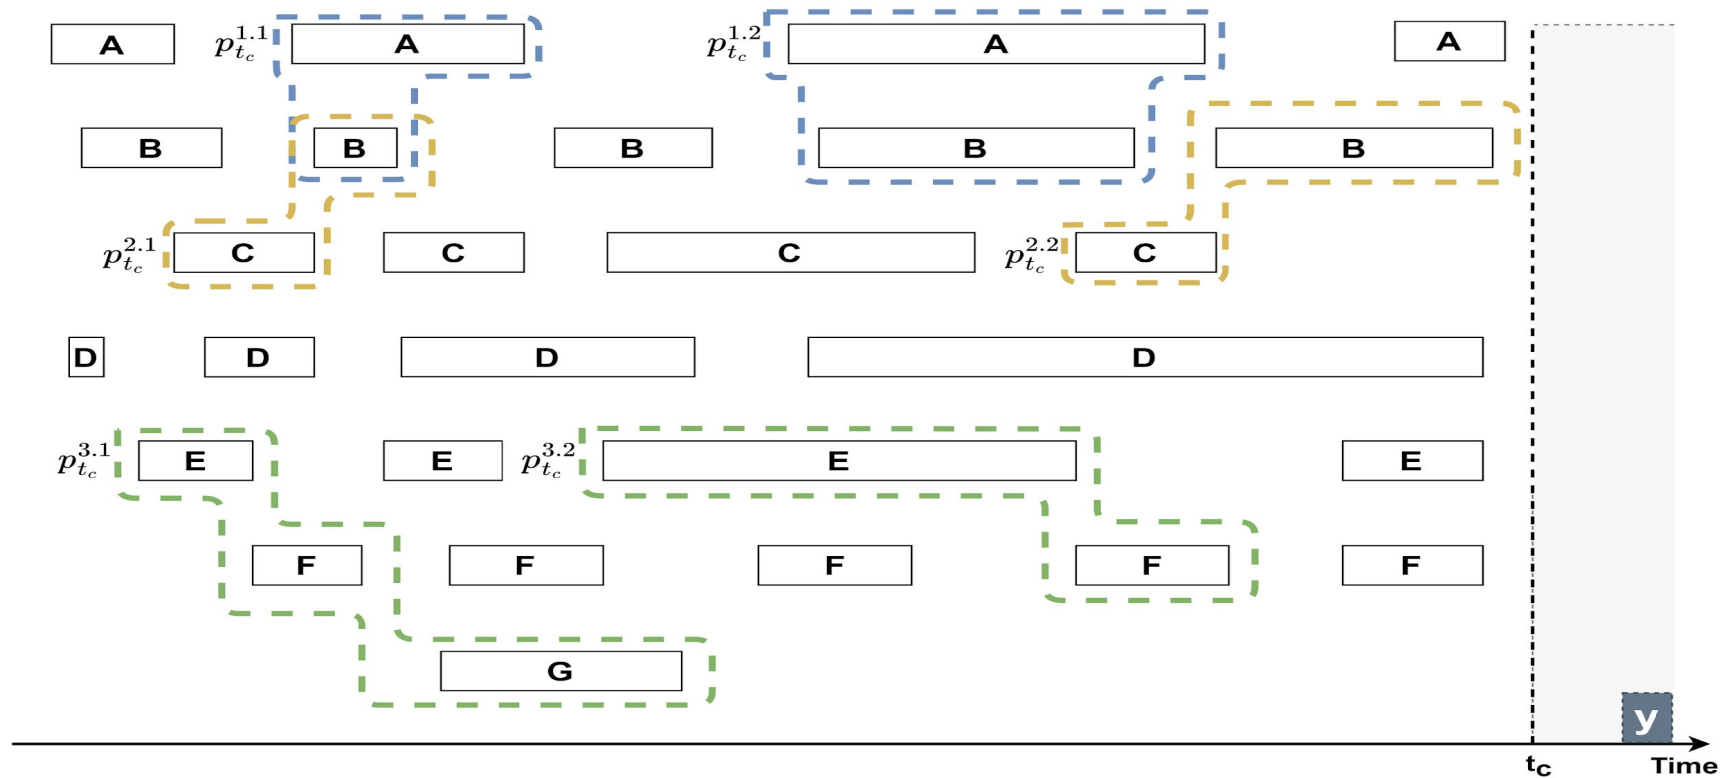 A p_{t_c}^{1.1} A p_{t_c}^{1.2} A A
B B B B B
p_{t_c}^{2.1} C C C p_{t_c}^{2.2} C
D D D D
p_{t_c}^{3.1} E E p_{t_c}^{3.2} E E
F F F F F
G
y
t_C Time